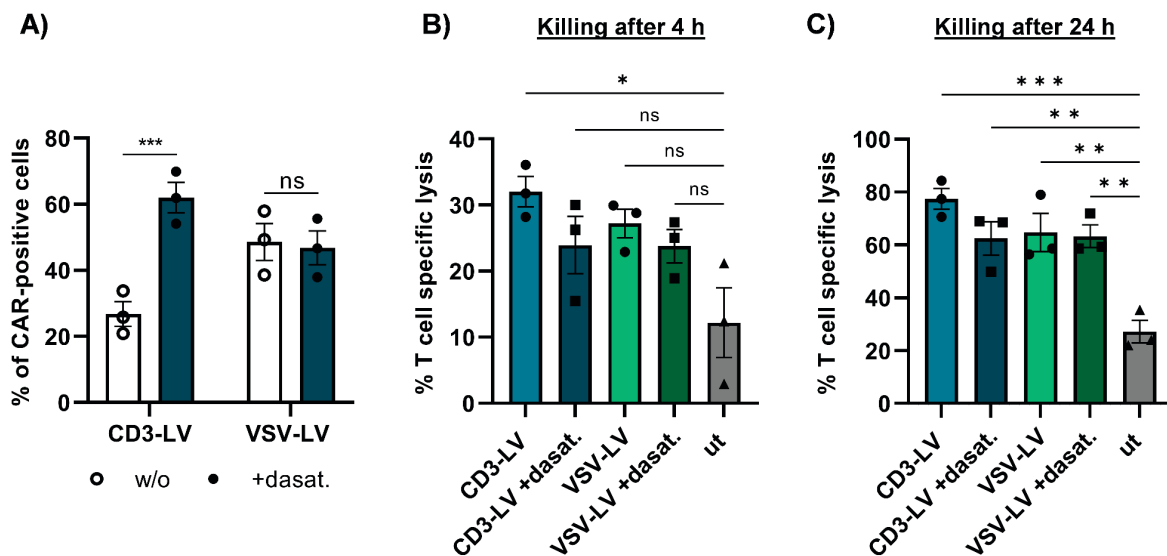 A)
% of CAR-positive cells
80
60
40
20
0
***
ns
CD3-LV VSV-LV
w/o +dasat.
B) Killing after 4 h
% T cell specific lysis
40
30
20
10
0
*
ns
ns
ns
CD3-LV
CD3-LV +dasat.
VSV-LV
VSV-LV +dasat.
ut
C) Killing after 24 h
% T cell specific lysis
100
80
60
40
20
0
***
**
**
**
CD3-LV
CD3-LV +dasat.
VSV-LV
VSV-LV +dasat.
ut